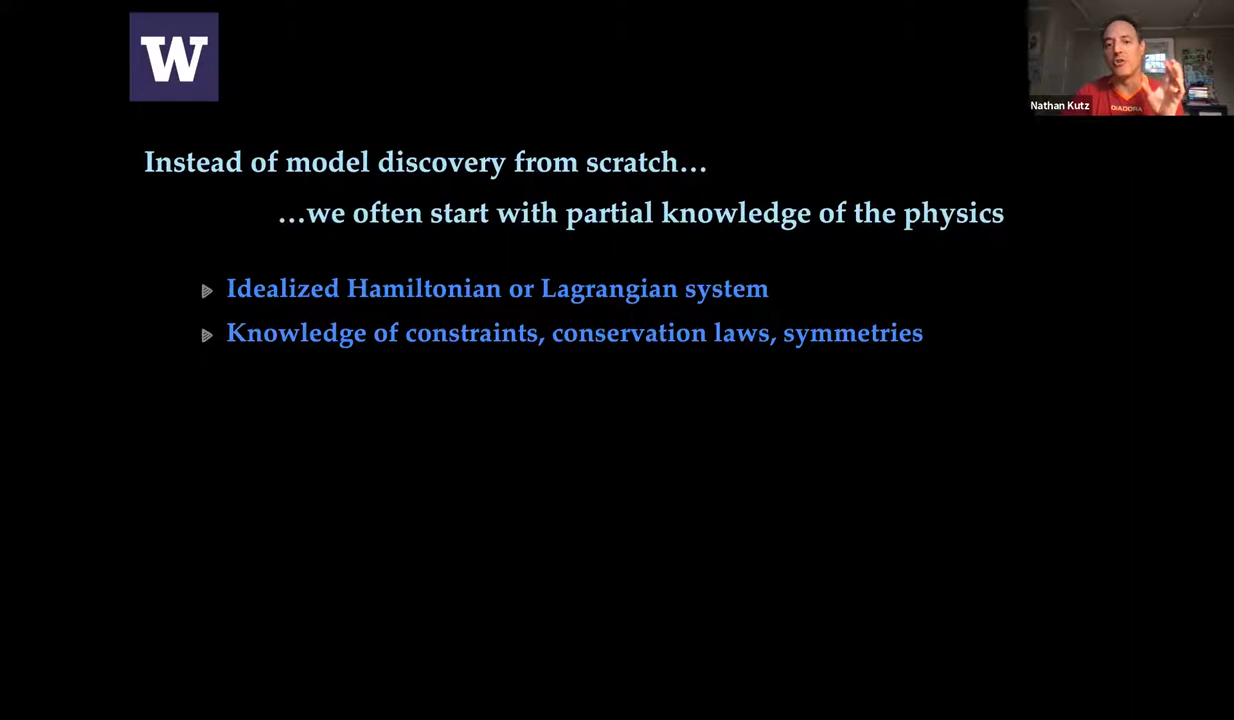 W
Nathan Kutz
DIADORA
Instead of model discovery from scratch…
…we often start with partial knowledge of the physics
Idealized Hamiltonian or Lagrangian system
Knowledge of constraints, conservation laws, symmetries